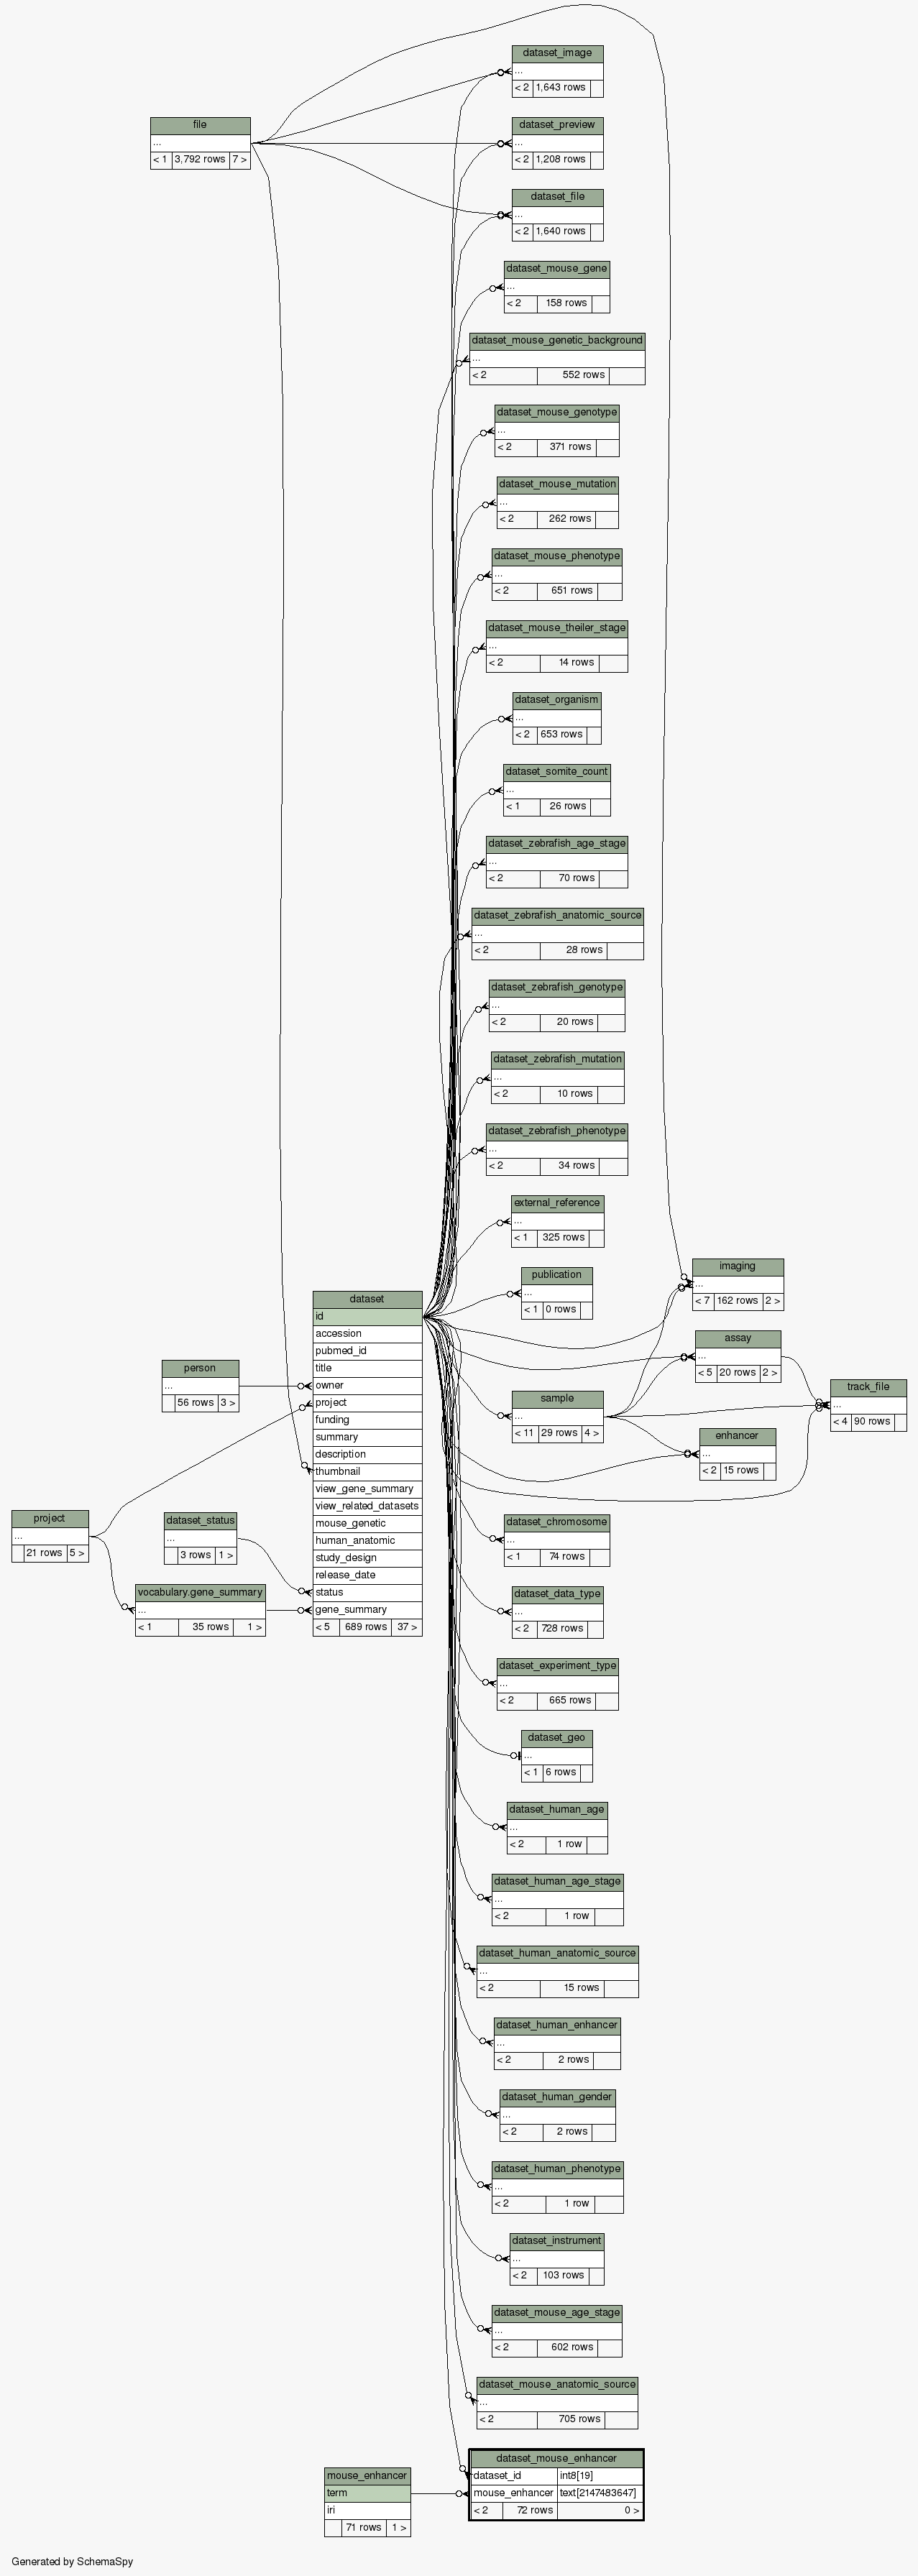 dataset_image
...
< 2 1,643 rows
file
...
< 1 3,792 rows 7 >
dataset_preview
...
< 2 1,208 rows
dataset_file
...
< 2 1,640 rows
dataset_mouse_gene
...
< 2 158 rows
dataset_mouse_genetic_background
...
< 2 552 rows
dataset_mouse_genotype
...
< 2 371 rows
dataset_mouse_mutation
...
< 2 262 rows
dataset_mouse_phenotype
...
< 2 651 rows
dataset_mouse_theiler_stage
...
< 2 14 rows
dataset_organism
...
< 2 653 rows
dataset_somite_count
...
< 1 26 rows
dataset_zebrafish_age_stage
...
< 2 70 rows
dataset_zebrafish_anatomic_source
...
< 2 28 rows
dataset_zebrafish_genotype
...
< 2 20 rows
dataset_zebrafish_mutation
...
< 2 10 rows
dataset_zebrafish_phenotype
...
< 2 34 rows
external_reference
...
< 1 325 rows
publication
...
< 1 0 rows
imaging
...
< 7 162 rows 2 >
assay
...
< 5 20 rows 2 >
track_file
...
< 4 90 rows
sample
...
< 11 29 rows 4 >
enhancer
...
< 2 15 rows
dataset
id
accession
pubmed_id
title
owner
project
funding
summary
description
thumbnail
view_gene_summary
view_related_datasets
mouse_genetic
human_anatomic
study_design
release_date
status
gene_summary
< 5 689 rows 37 >
person
...
56 rows 3 >
project
...
21 rows 5 >
dataset_status
...
3 rows 1 >
vocabulary.gene_summary
...
< 1 35 rows 1 >
dataset_chromosome
...
< 1 74 rows
dataset_data_type
...
< 2 728 rows
dataset_experiment_type
...
< 2 665 rows
dataset_geo
...
< 1 6 rows
dataset_human_age
...
< 2 1 row
dataset_human_age_stage
...
< 2 1 row
dataset_human_anatomic_source
...
< 2 15 rows
dataset_human_enhancer
...
< 2 2 rows
dataset_human_gender
...
< 2 2 rows
dataset_human_phenotype
...
< 2 1 row
dataset_instrument
...
< 2 103 rows
dataset_mouse_age_stage
...
< 2 602 rows
dataset_mouse_anatomic_source
...
< 2 705 rows
dataset_mouse_enhancer
dataset_id int8[19]
mouse_enhancer text[2147483647]
< 2 72 rows 0 >
mouse_enhancer
term
iri
71 rows 1 >
Generated by SchemaSpy